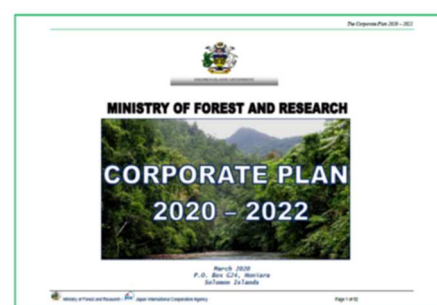 The Corporate Plan 2020 – 2022
MINISTRY OF FOREST AND RESEARCH
CORPORATE PLAN
2020 – 2022
March 2020
P.O. Box G24, Honiara
Solomon Islands
Ministry of Forest and Research – Japan International Cooperation Agency
Page 1 of 52